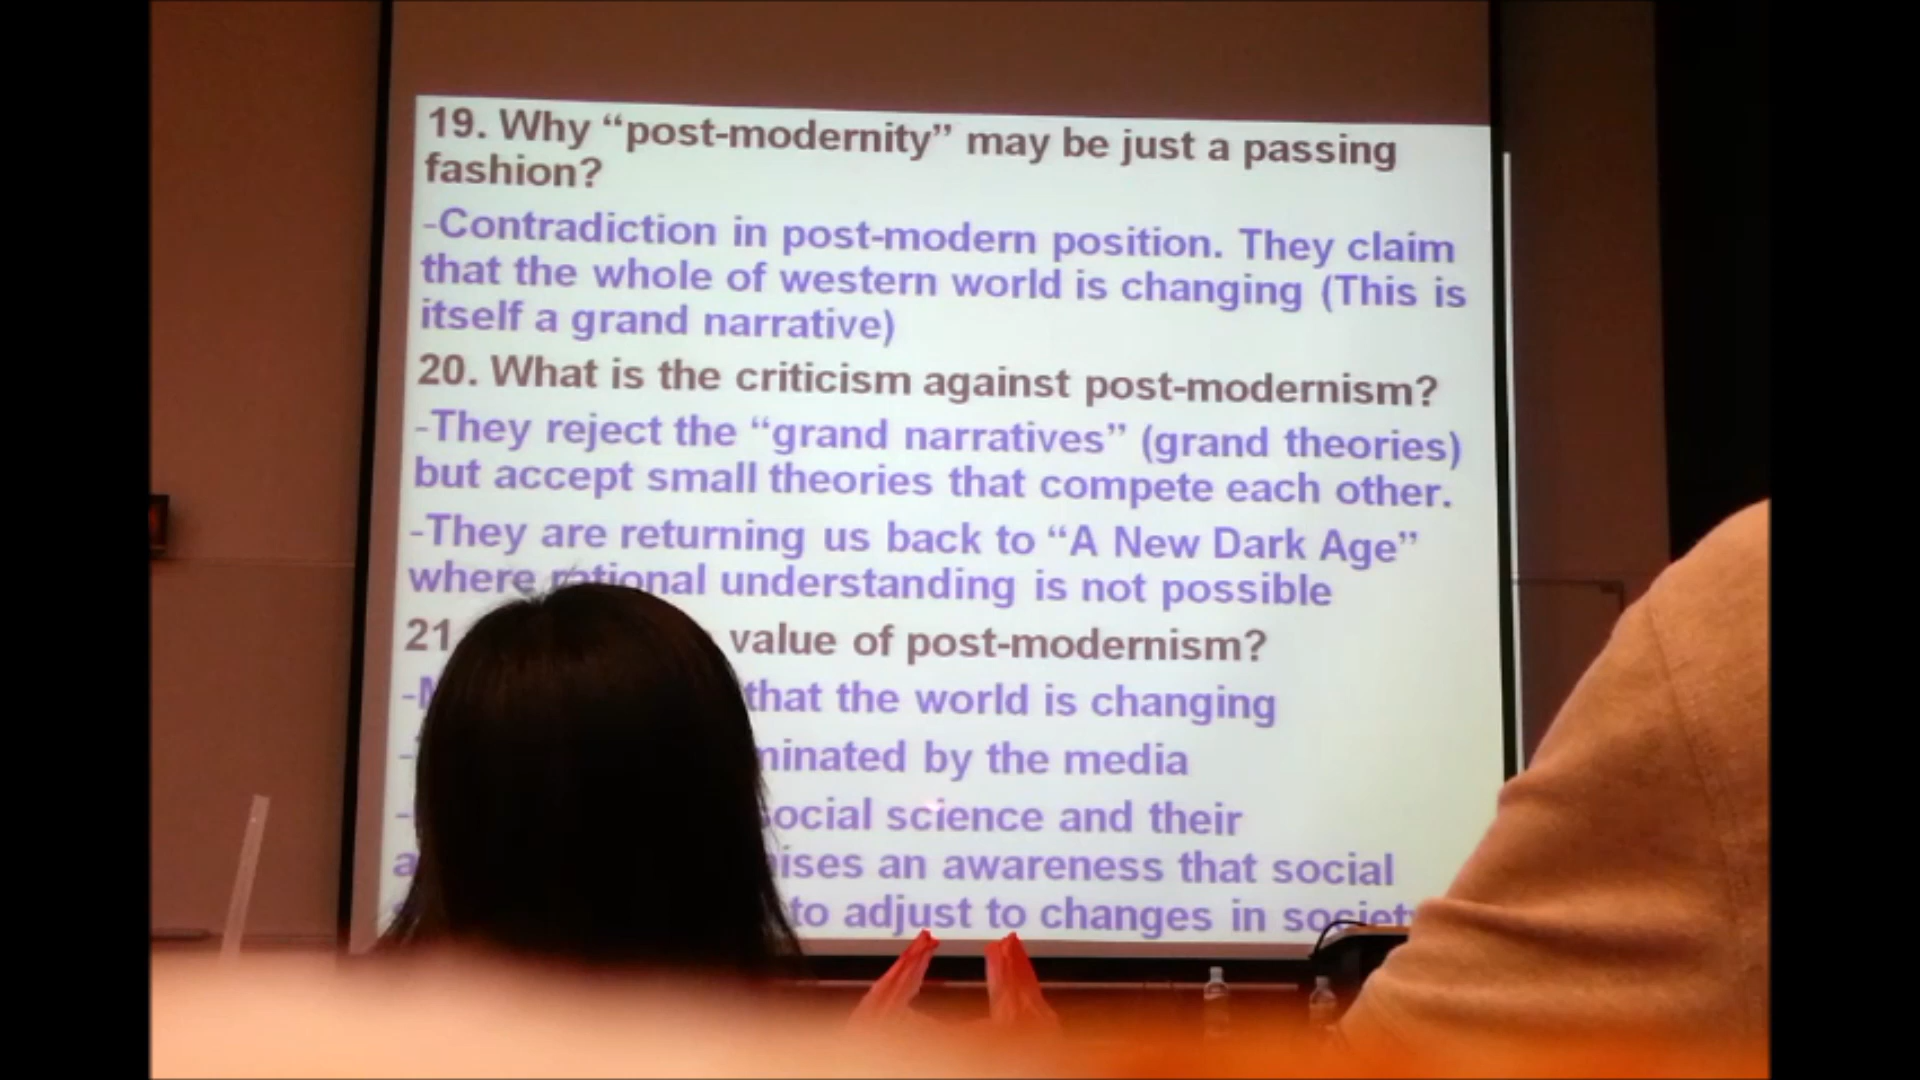 19. Why “post-modernity” may be just a passing
fashion?
-Contradiction in post-modern position. They claim
that the whole of western world is changing (This is
itself a grand narrative)
20. What is the criticism against post-modernism?
-They reject the “grand narratives” (grand theories)
but accept small theories that compete each other.
-They are returning us back to “A New Dark Age”
where rational understanding is not possible
21 value of post-modernism?
that the world is changing
by the media
social science and their
an awareness that social
to adjust to changes in society